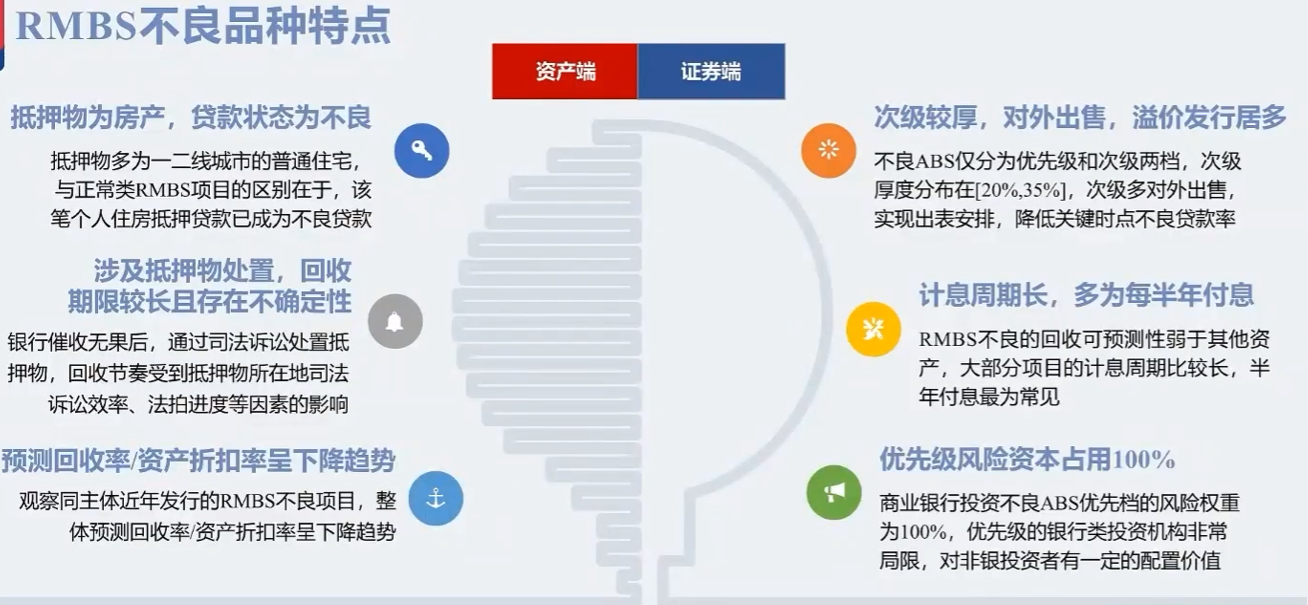 RMBS不良品种特点
资产端
证券端
抵押物为房产，贷款状态为不良
抵押物多为一二线城市的普通住宅，
与正常类RMBS项目的区别在于，该
笔个人住房抵押贷款已成为不良贷款
涉及抵押物处置，回收
期限较长且存在不确定性
银行催收无果后，通过司法诉讼处置抵
押物，回收节奏受到抵押物所在地司法
诉讼效率、法拍进度等因素的影响
预测回收率/资产折扣率呈下降趋势
观察同主体近年发行的RMBS不良项目，整
体预测回收率/资产折扣率呈下降趋势
次级较厚，对外出售，溢价发行居多
不良ABS仅分为优先级和次级两档，次级
厚度分布在[20%,35%]，次级多对外出售，
实现出表安排，降低关键时点不良贷款率
计息周期长，多为每半年付息
RMBS不良的回收可预测性弱于其他资
产，大部分项目的计息周期比较长，半
年付息最为常见
优先级风险资本占用100%
商业银行投资不良ABS优先档的风险权重
为100%，优先级的银行类投资机构非常
局限，对非银投资者有一定的配置价值